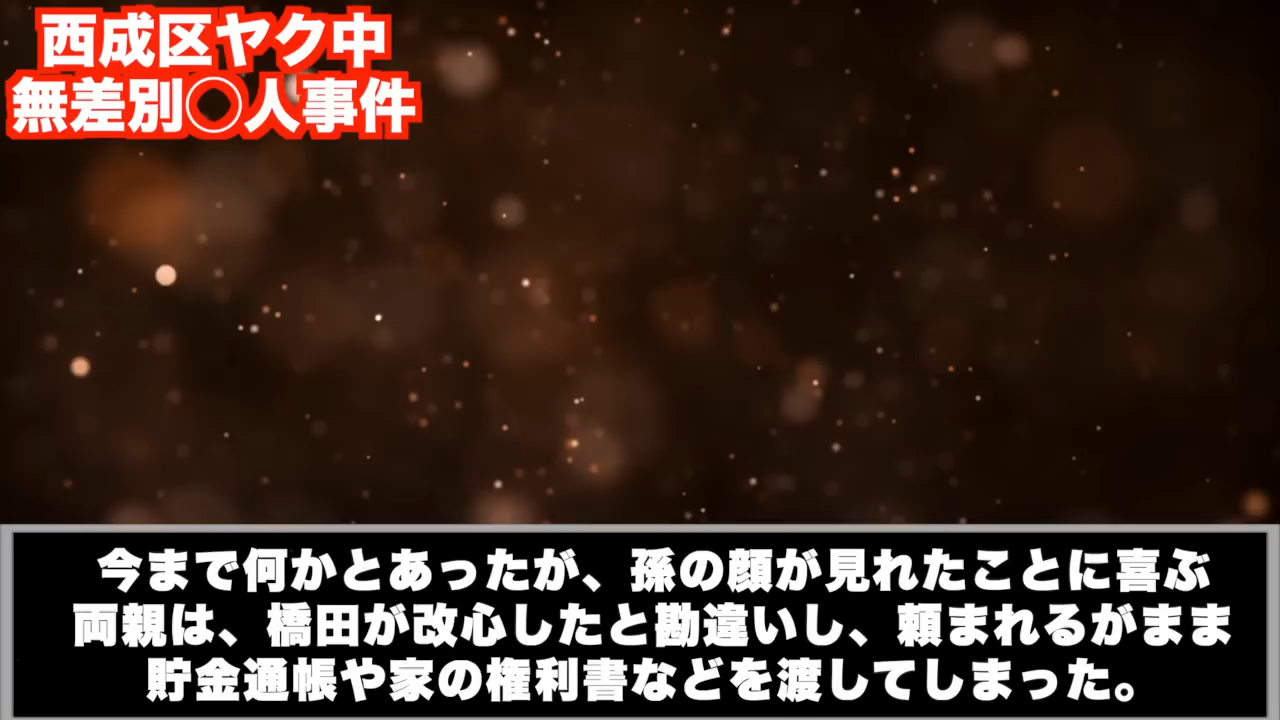 西成区ヤク中
無差別◯人事件
今まで何かとあったが、孫の顔が見れたことに喜ぶ
両親は、橋田が改心したと勘違いし、頼まれるがまま
貯金通帳や家の権利書などを渡してしまった。